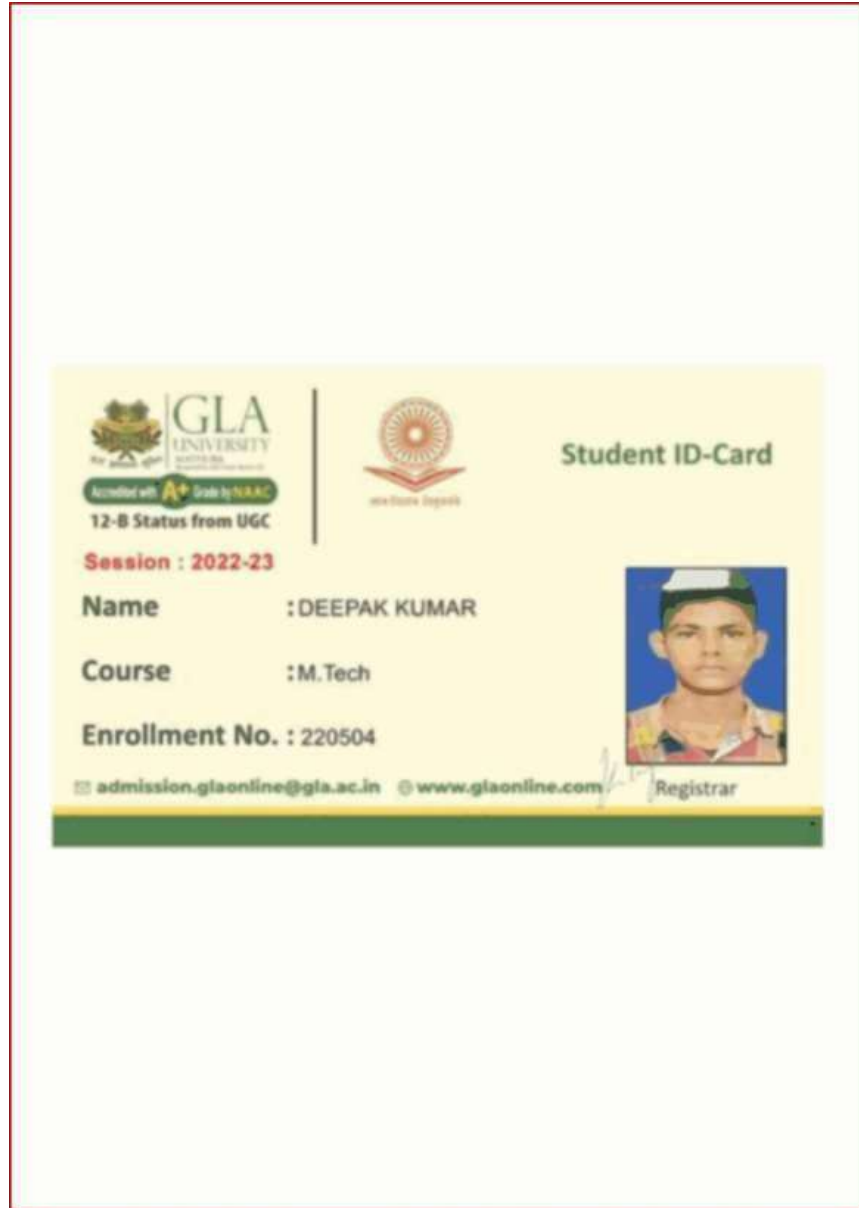 GLA
UNIVERSITY
Accredited with A+ Grade by NAAC
12-B Status from UGC
Student ID-Card
Session : 2022-23
Name : DEEPAK KUMAR
Course : M.Tech
Enrollment No. : 220504
admission.glaonline@gla.ac.in www.glaonline.com
Registrar